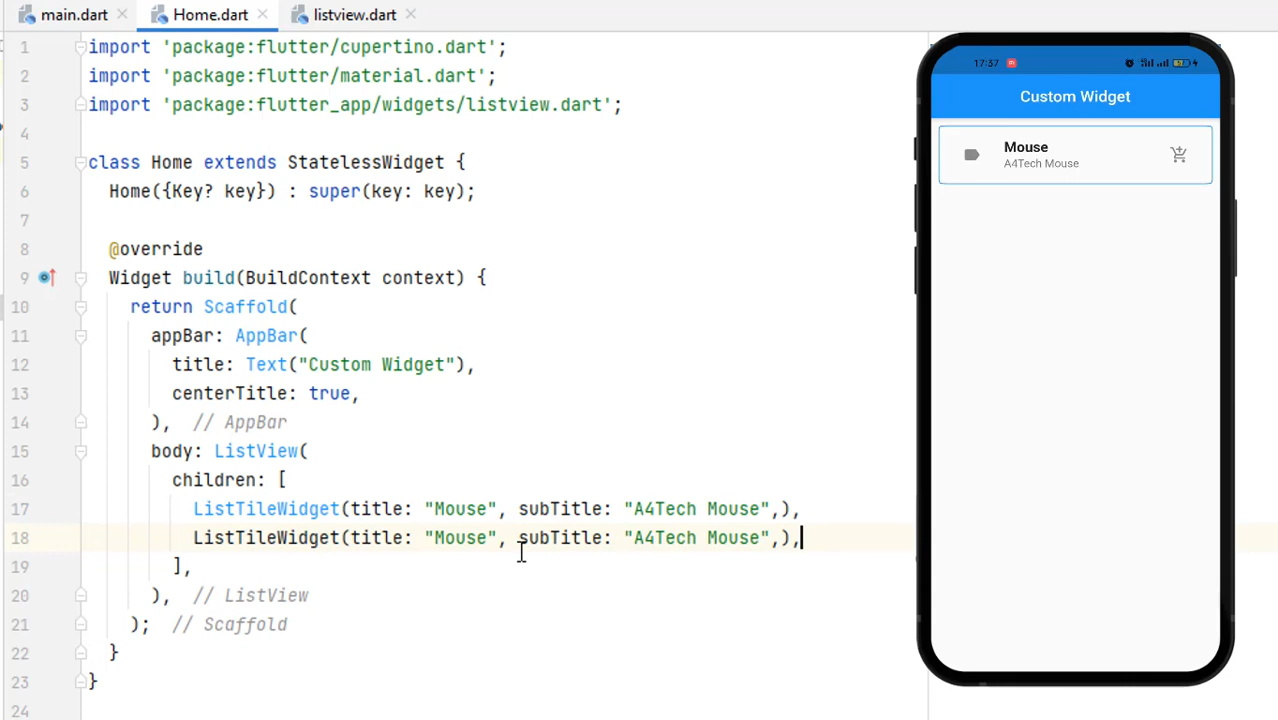 main.dart Home.dart listview.dart
1 import 'package:flutter/cupertino.dart';
2 import 'package:flutter/material.dart';
3 import 'package:flutter_app/widgets/listview.dart';
4
5 class Home extends StatelessWidget {
6 Home({Key? key}) : super(key: key);
7
8 @override
9 Widget build(BuildContext context) {
10 return Scaffold(
11 appBar: AppBar(
12 title: Text("Custom Widget"),
13 centerTitle: true,
14 ), // AppBar
15 body: ListView(
16 children: [
17 ListTileWidget(title: "Mouse", subTitle: "A4Tech Mouse",),
18 ListTileWidget(title: "Mouse", subTitle: "A4Tech Mouse",),
19 ],
20 ), // ListView
21 ); // Scaffold
22 }
23 }
24
17:37
Custom Widget
Mouse
A4Tech Mouse